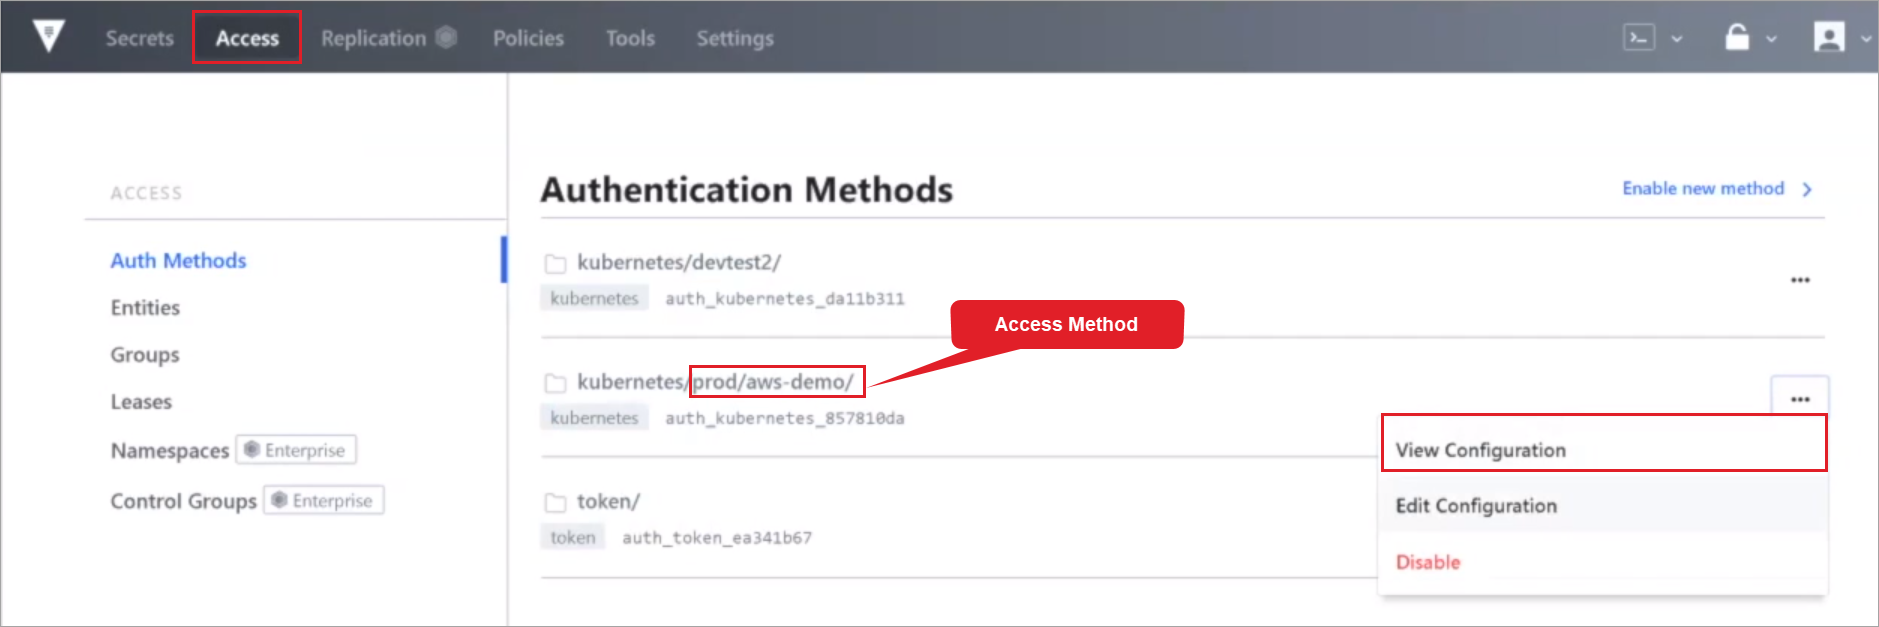 Secrets Access Replication Policies Tools Settings
ACCESS
Auth Methods
Entities
Groups
Leases
Namespaces Enterprise
Control Groups Enterprise
Authentication Methods
Enable new method
kubernetes/devtest2/
kubernetes auth_kubernetes_da11b311
Access Method
kubernetes/prod/aws-demo/
kubernetes auth_kubernetes_857810da
token/
token auth_token_ea341b67
View Configuration
Edit Configuration
Disable